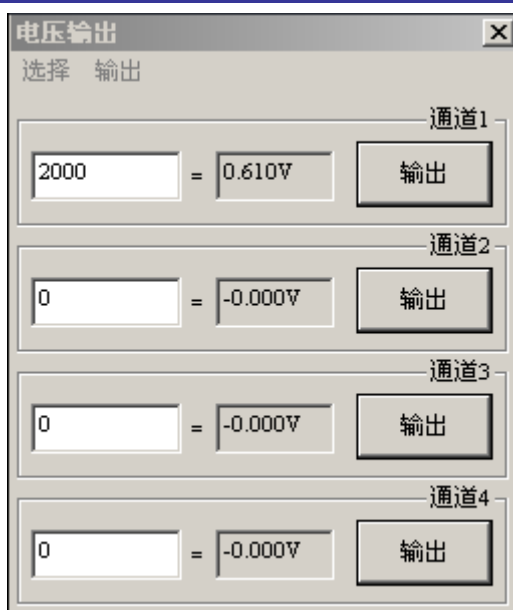 电压输出
选择 输出
通道1
2000 = 0.610V 输出
通道2
0 = -0.000V 输出
通道3
0 = -0.000V 输出
通道4
0 = -0.000V 输出